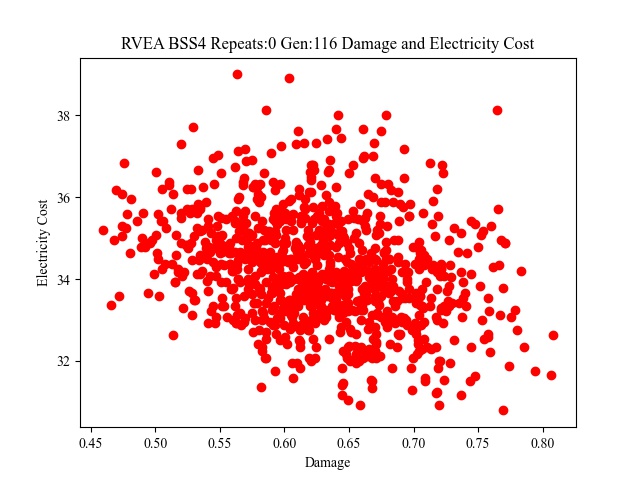 RVEA BSS4 Repeats:0 Gen:116 Damage and Electricity Cost
Electricity Cost
38
36
34
32
0.45 0.50 0.55 0.60 0.65 0.70 0.75 0.80
Damage